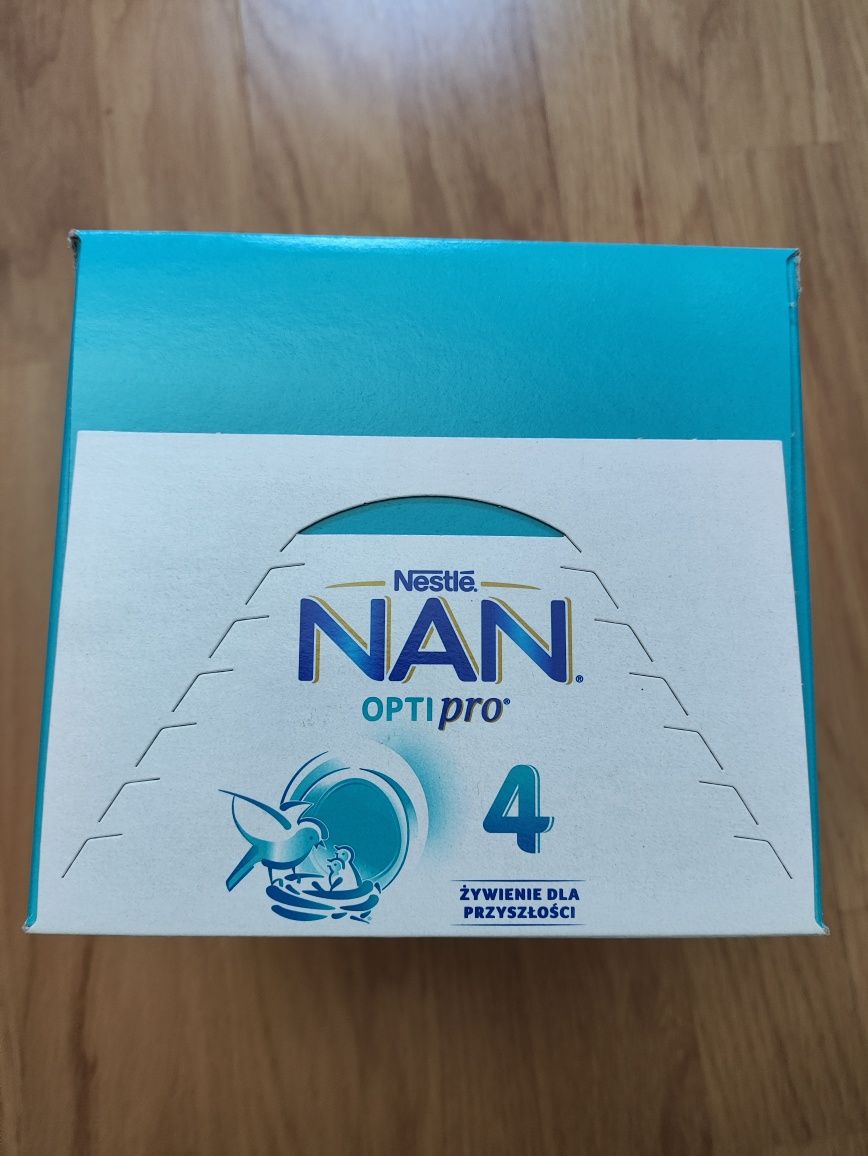 Nestlé.
NAN®
OPTIpro®
4
ŻYWIENIE DLA
PRZYSZŁOŚCI